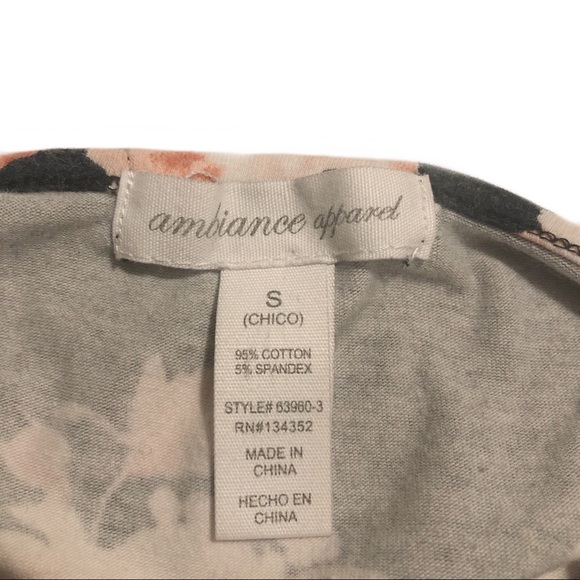 ambiance apparel
S
(CHICO)
95% COTTON
5% SPANDEX
STYLE# 63960-3
RN#134352
MADE IN
CHINA
HECHO EN
CHINA